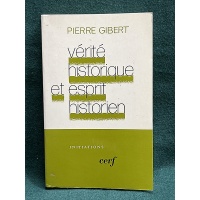 PIERRE GIBERT
vérité
historique
et esprit
historien
INITIATIONS
cerf